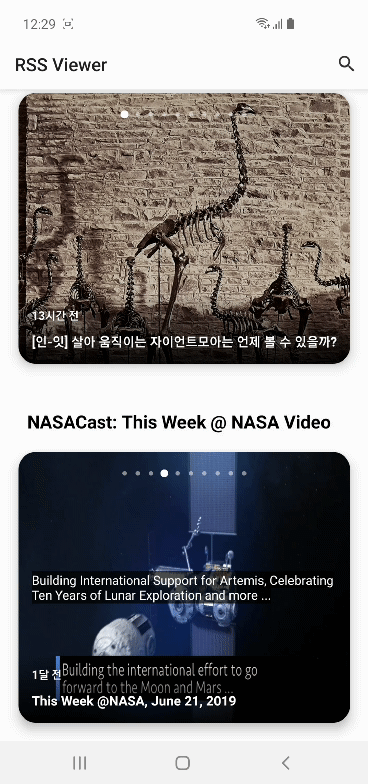 12:29
RSS Viewer
13시간 전
[인-잇] 살아 움직이는 자이언트모아는 언제 볼 수 있을까?
NASACast: This Week @ NASA Video
Building International Support for Artemis, Celebrating
Ten Years of Lunar Exploration and more ...
Building the international effort to go
1달 전
forward to the Moon and Mars ...
This Week @NASA, June 21, 2019